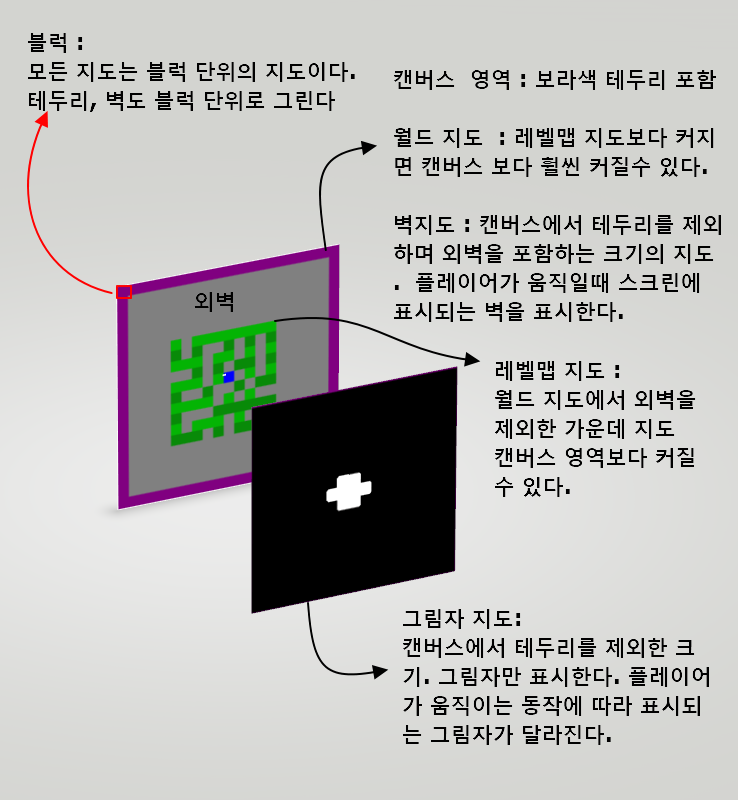 블럭 :
모든 지도는 블럭 단위의 지도이다.
테두리, 벽도 블럭 단위로 그린다
캔버스 영역 : 보라색 테두리 포함
월드 지도 : 레벨맵 지도보다 커지
면 캔버스 보다 훨씬 커질수 있다.
벽지도 : 캔버스에서 테두리를 제외
하며 외벽을 포함하는 크기의 지도
. 플레이어가 움직일때 스크린에
표시되는 벽을 표시한다.
외벽
레벨맵 지도 :
월드 지도에서 외벽을
제외한 가운데 지도
캔버스 영역보다 커질
수 있다.
그림자 지도:
캔버스에서 테두리를 제외한 크
기. 그림자만 표시한다. 플레이어
가 움직이는 동작에 따라 표시되
는 그림자가 달라진다.